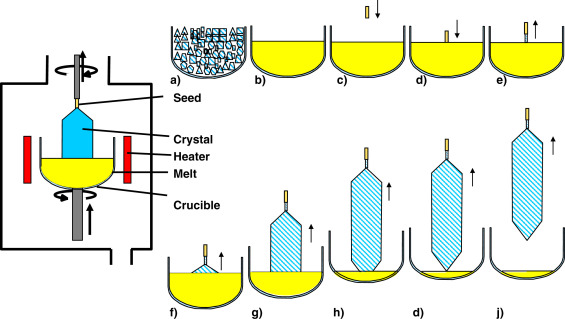 a)
b)
c)
d)
e)
Seed
Crystal
Heater
Melt
Crucible
f)
g)
h)
d)
j)